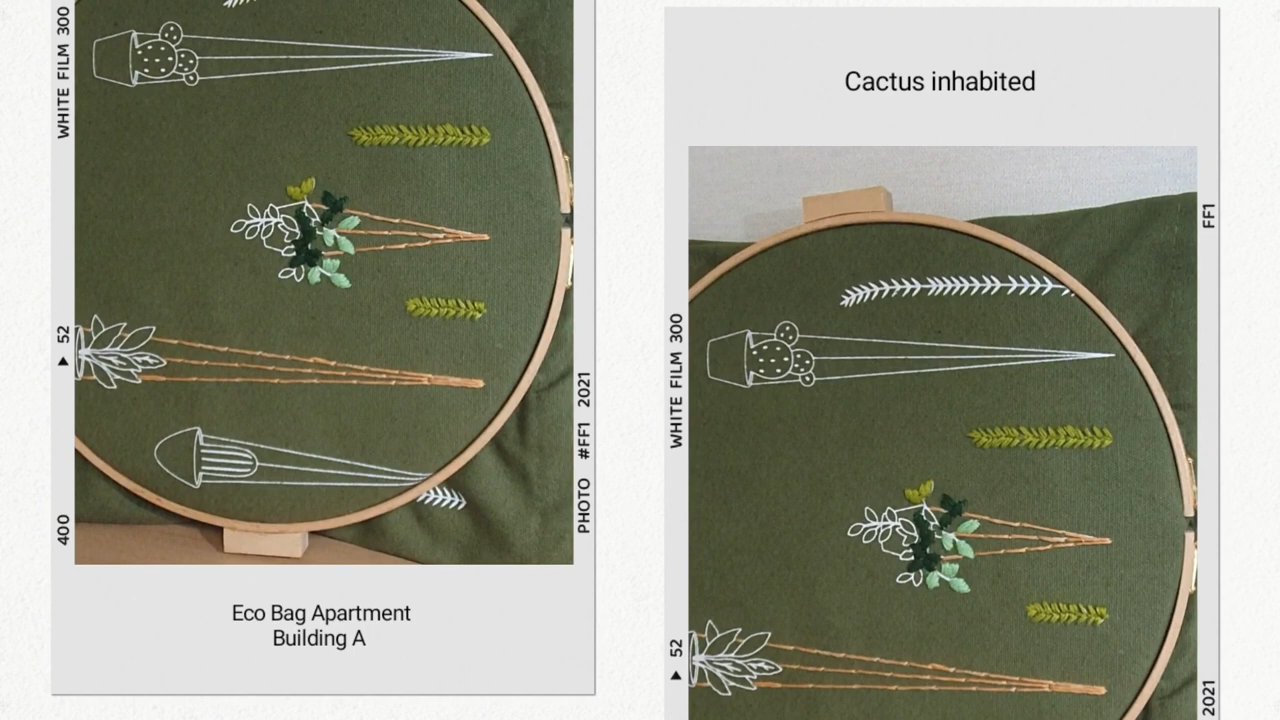 WHITE FILM 300
▶ 52
400
PHOTO #FF1 2021
Eco Bag Apartment
Building A
Cactus inhabited
WHITE FILM 300
▶ 52
FF1
2021